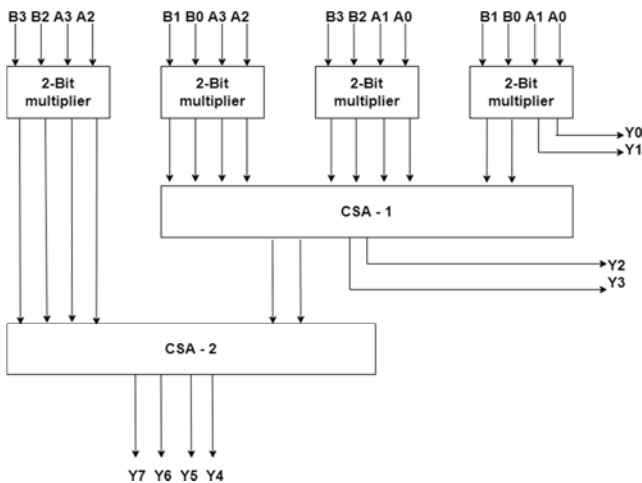 B3 B2 A3 A2 B1 B0 A3 A2 B3 B2 A1 A0 B1 B0 A1 A0
2-Bit multiplier
2-Bit multiplier
2-Bit multiplier
2-Bit multiplier
Y0
Y1
CSA - 1
Y2
Y3
CSA - 2
Y7 Y6 Y5 Y4